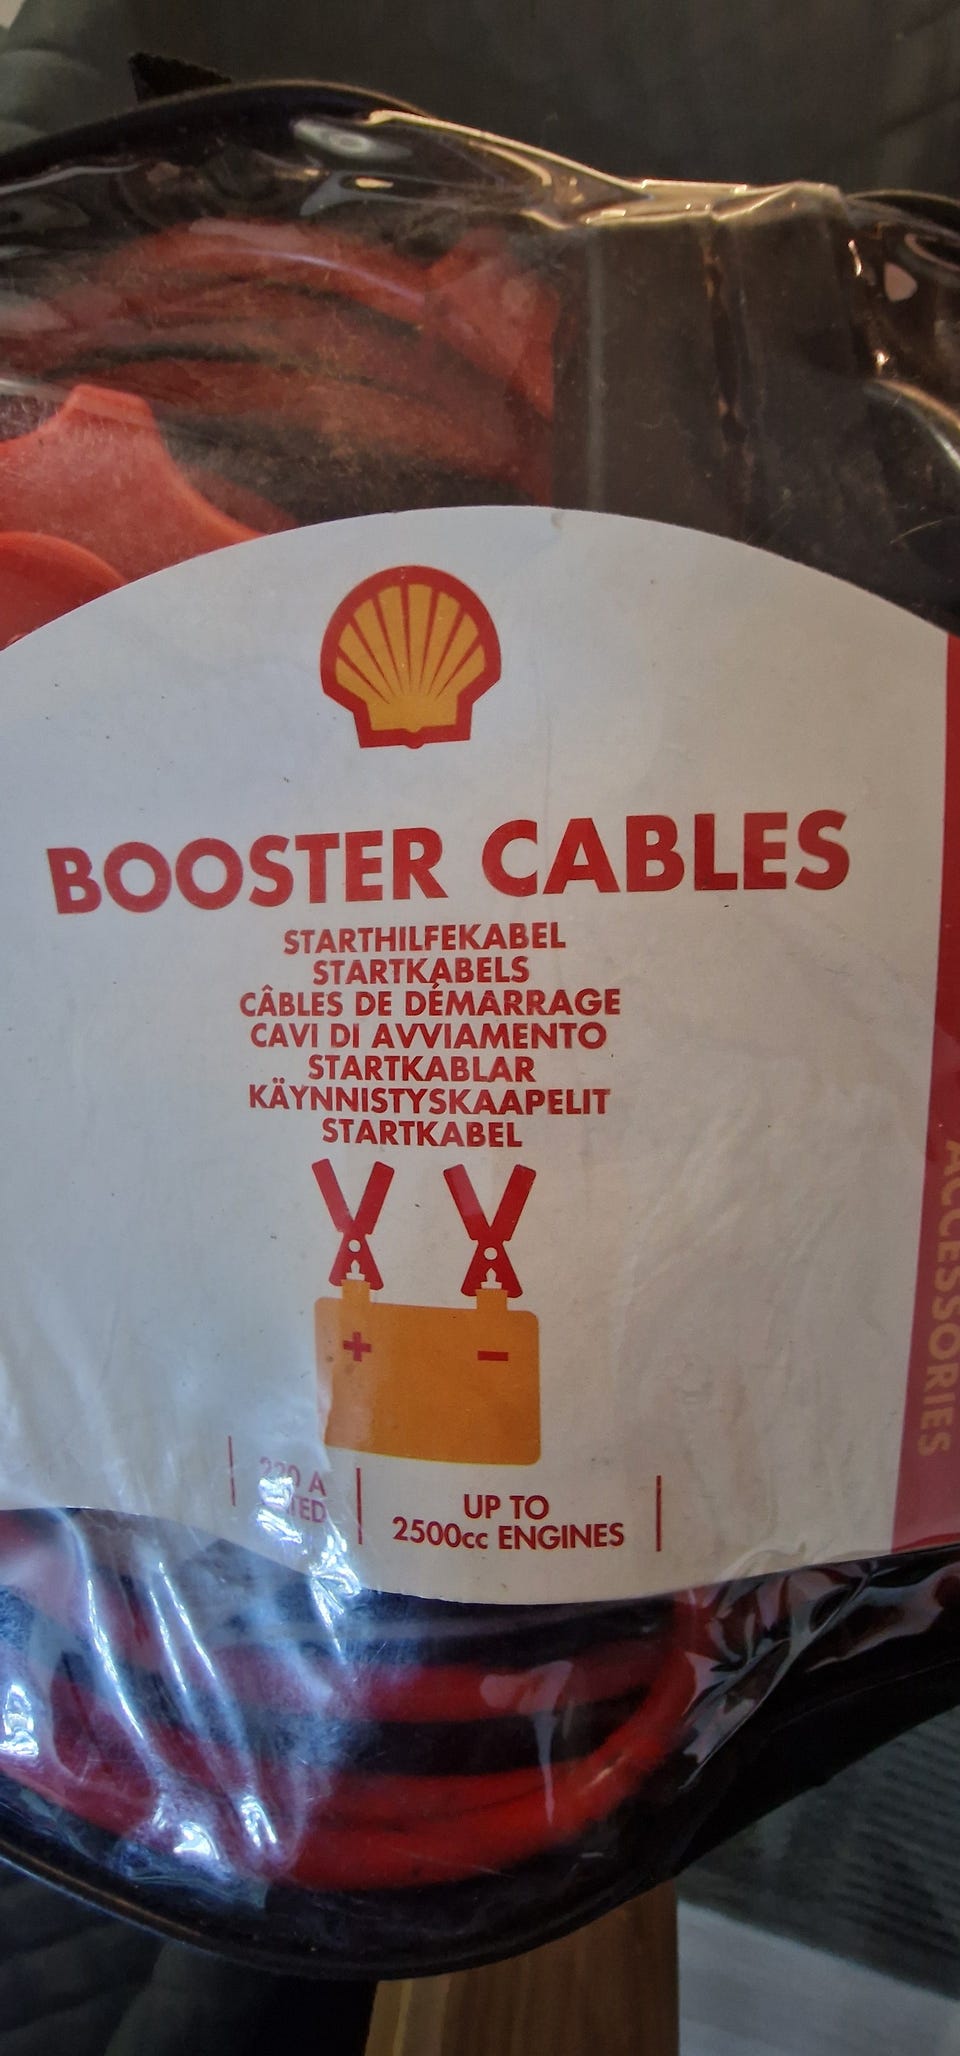 BOOSTER CABLES
STARTHILFEKABEL
STARTKABELS
CÂBLES DE DÉMARRAGE
CAVI DI AVVIAMENTO
STARTKABLAR
KÄYNNISTYSKAAPELIT
STARTKABEL
+ −
A
UP TO
2500cc ENGINES
ACCESSORIES